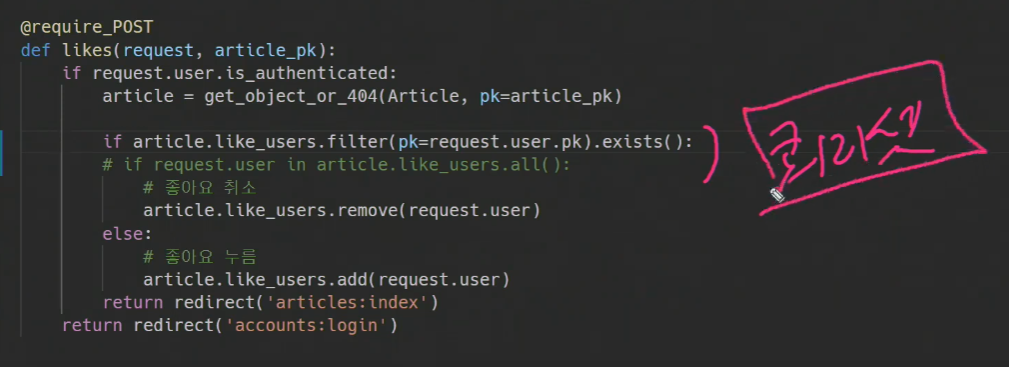 @require_POST
def likes(request, article_pk):
    if request.user.is_authenticated:
        article = get_object_or_404(Article, pk=article_pk)
        if article.like_users.filter(pk=request.user.pk).exists():
        # if request.user in article.like_users.all():
            # 좋아요 취소
            article.like_users.remove(request.user)
        else:
            # 좋아요 누름
            article.like_users.add(request.user)
        return redirect('articles:index')
    return redirect('accounts:login')